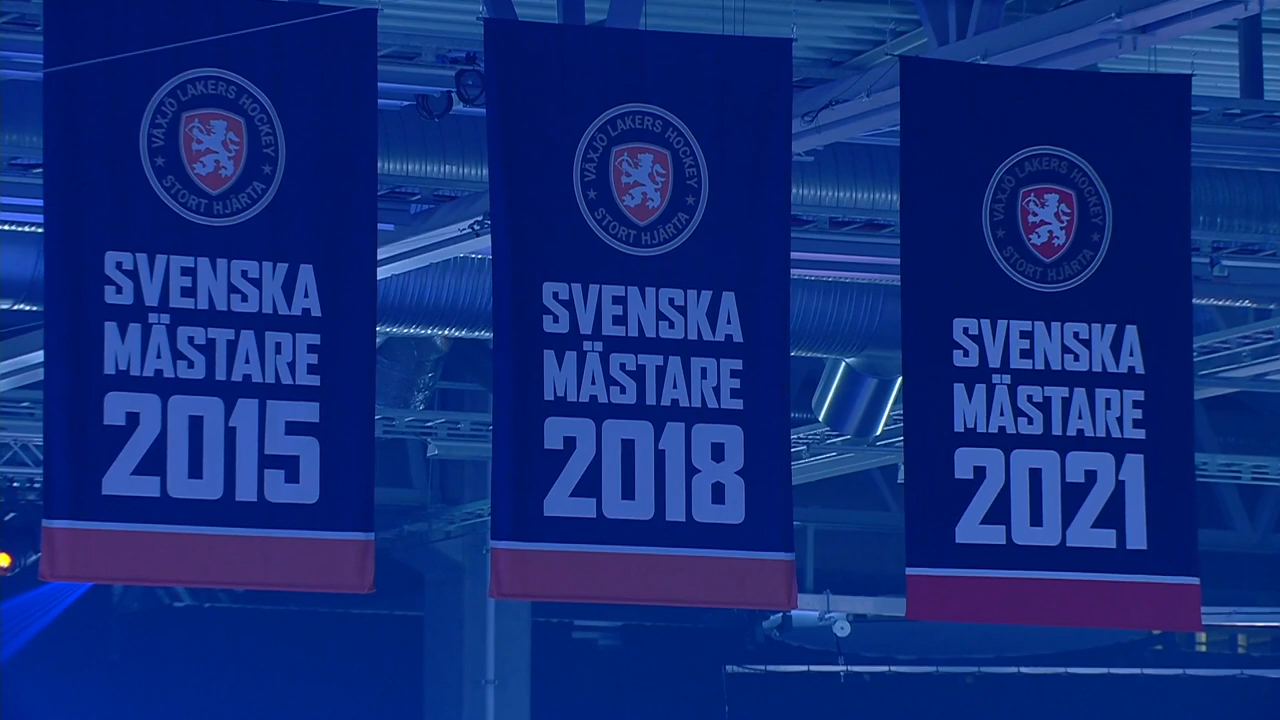 VÄXJÖ LAKERS HOCKEY
STORT HJÄRTA
SVENSKA
MÄSTARE
2015
VÄXJÖ LAKERS HOCKEY
STORT HJÄRTA
SVENSKA
MÄSTARE
2018
VÄXJÖ LAKERS HOCKEY
STORT HJÄRTA
SVENSKA
MÄSTARE
2021